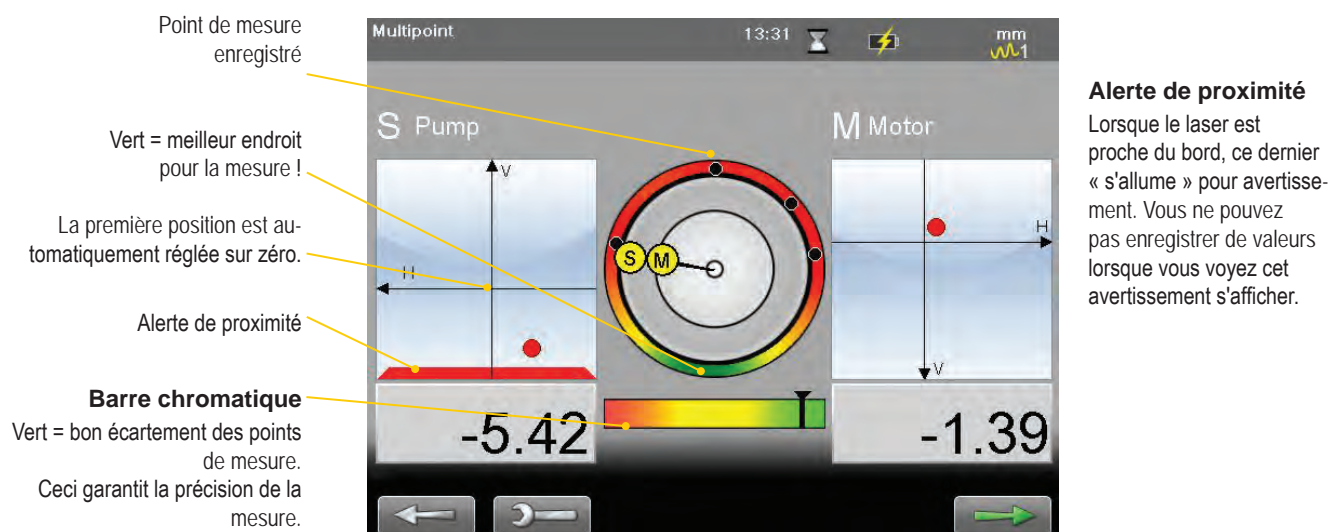 Point de mesure
enregistré
Vert = meilleur endroit
pour la mesure !
La première position est au-
tomatiquement réglée sur zéro.
Alerte de proximité
Barre chromatique
Vert = bon écartement des points
de mesure.
Ceci garantit la précision de la
mesure.
Multipoint 13:31 mm
1
S Pump M Motor
V
H
H
V
S M
-5.42 -1.39
Alerte de proximité
Lorsque le laser est
proche du bord, ce dernier
« s'allume » pour avertisse-
ment. Vous ne pouvez
pas enregistrer de valeurs
lorsque vous voyez cet
avertissement s'afficher.